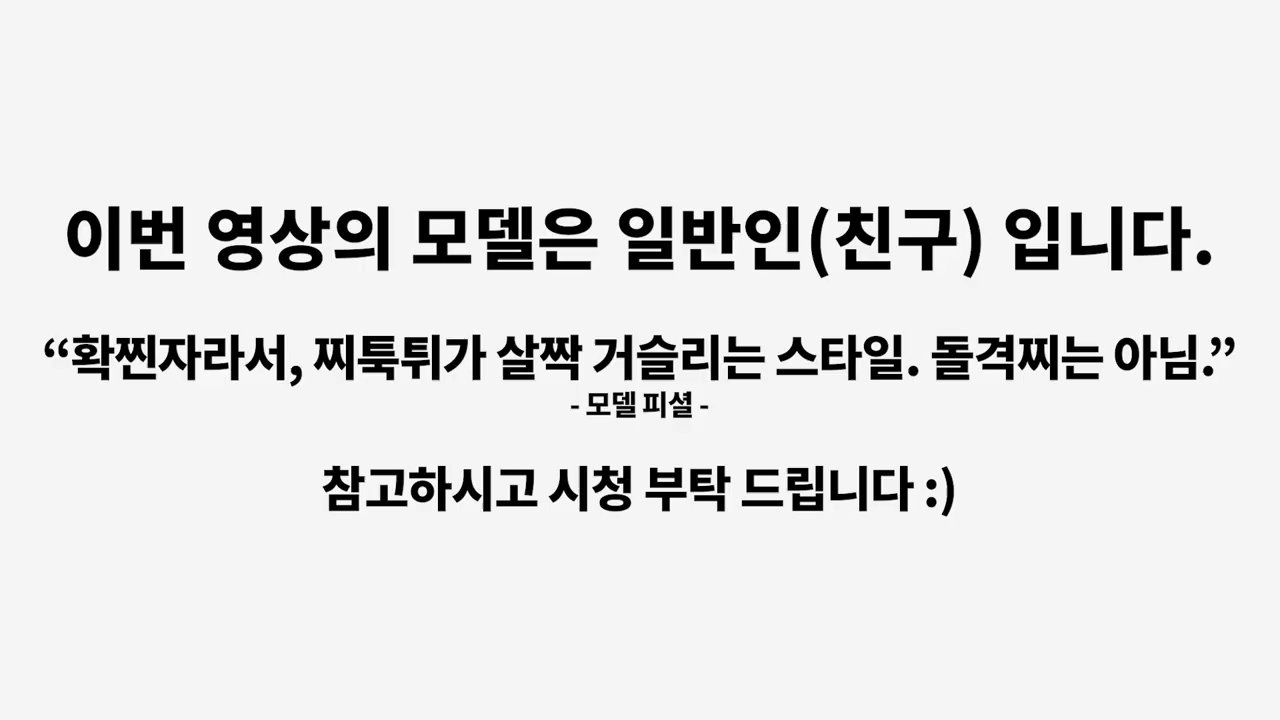 이번 영상의 모델은 일반인(친구) 입니다.
“확찐자라서, 찌툭튀가 살짝 거슬리는 스타일. 돌격찌는 아님.”
- 모델 피셜 -
참고하시고 시청 부탁 드립니다 :)